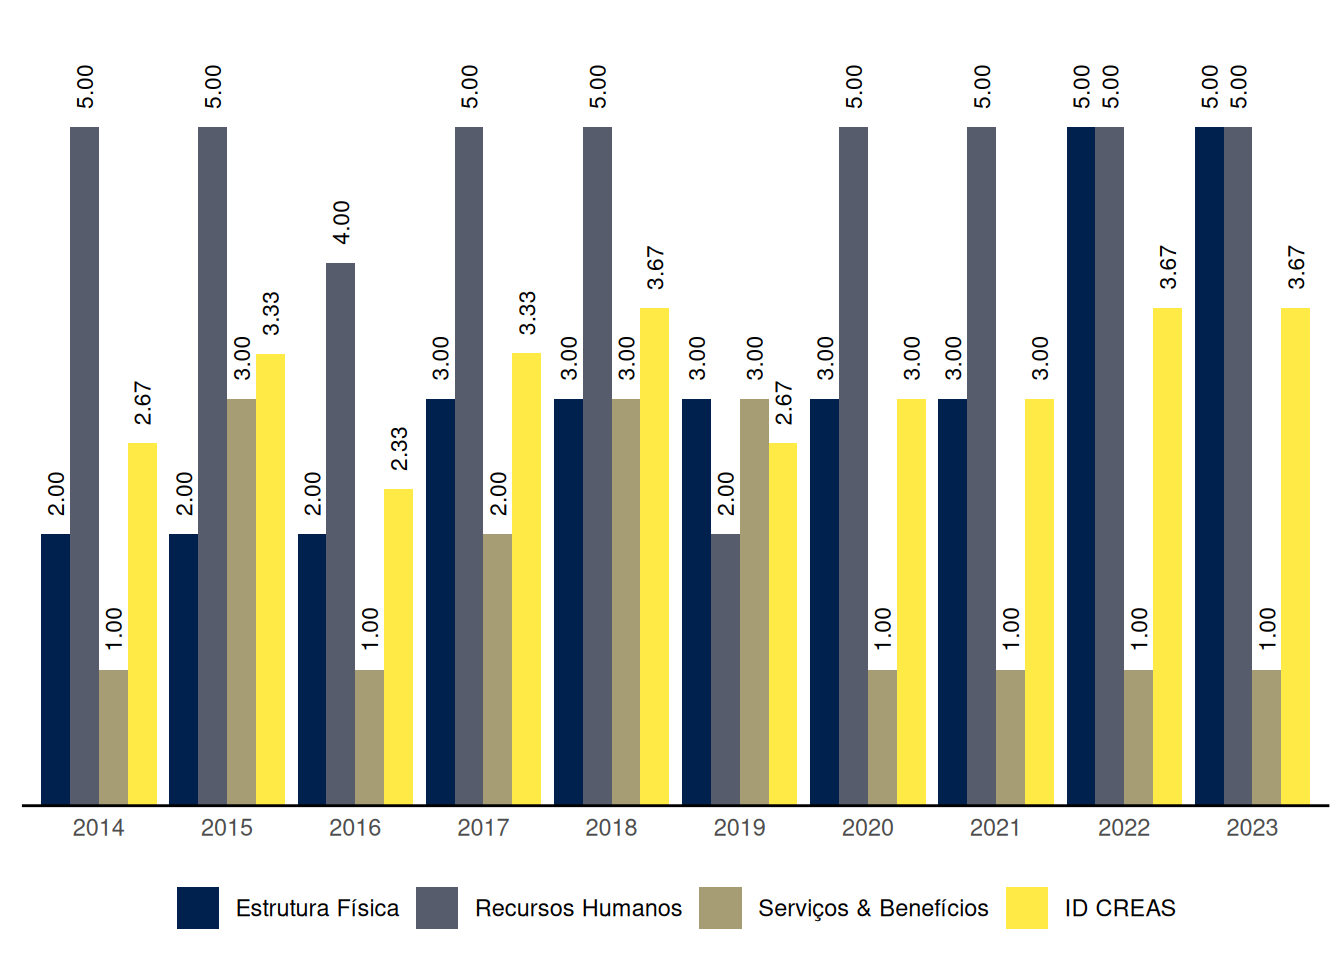 5.00 5.00 5.00 5.00 5.00 5.00 5.00 5.00 5.00 5.00
4.00
3.67 3.67 3.67
3.33 3.33
3.00 3.00 3.00 3.00 3.00 3.00 3.00 3.00 3.00 3.00
2.67 2.67
2.33
2.00 2.00 2.00 2.00 2.00
1.00 1.00 1.00 1.00 1.00 1.00
2014 2015 2016 2017 2018 2019 2020 2021 2022 2023
Estrutura Física Recursos Humanos Serviços & Benefícios ID CREAS